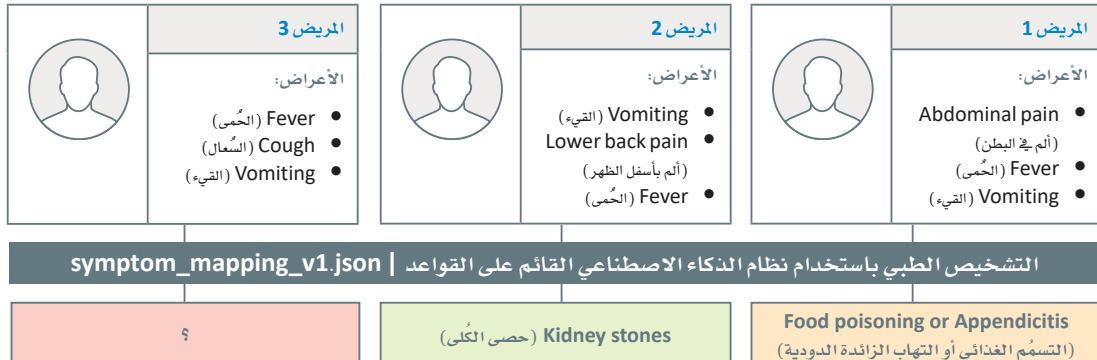 المريض 1
الأعراض:
• Abdominal pain
(ألم في البطن)
• Fever (الحُمى)
• Vomiting (القيء)
المريض 2
الأعراض:
• Vomiting (القيء)
• Lower back pain
(ألم بأسفل الظهر)
• Fever (الحُمى)
المريض 3
الأعراض:
• Fever (الحُمى)
• Cough (السُعال)
• Vomiting (القيء)
التشخيص الطبي باستخدام نظام الذكاء الاصطناعي القائم على القواعد | symptom_mapping_v1.json
Food poisoning or Appendicitis
(التسمُم الغذائي أو التهاب الزائدة الدودية)
Kidney stones (حصى الكُلى)
؟